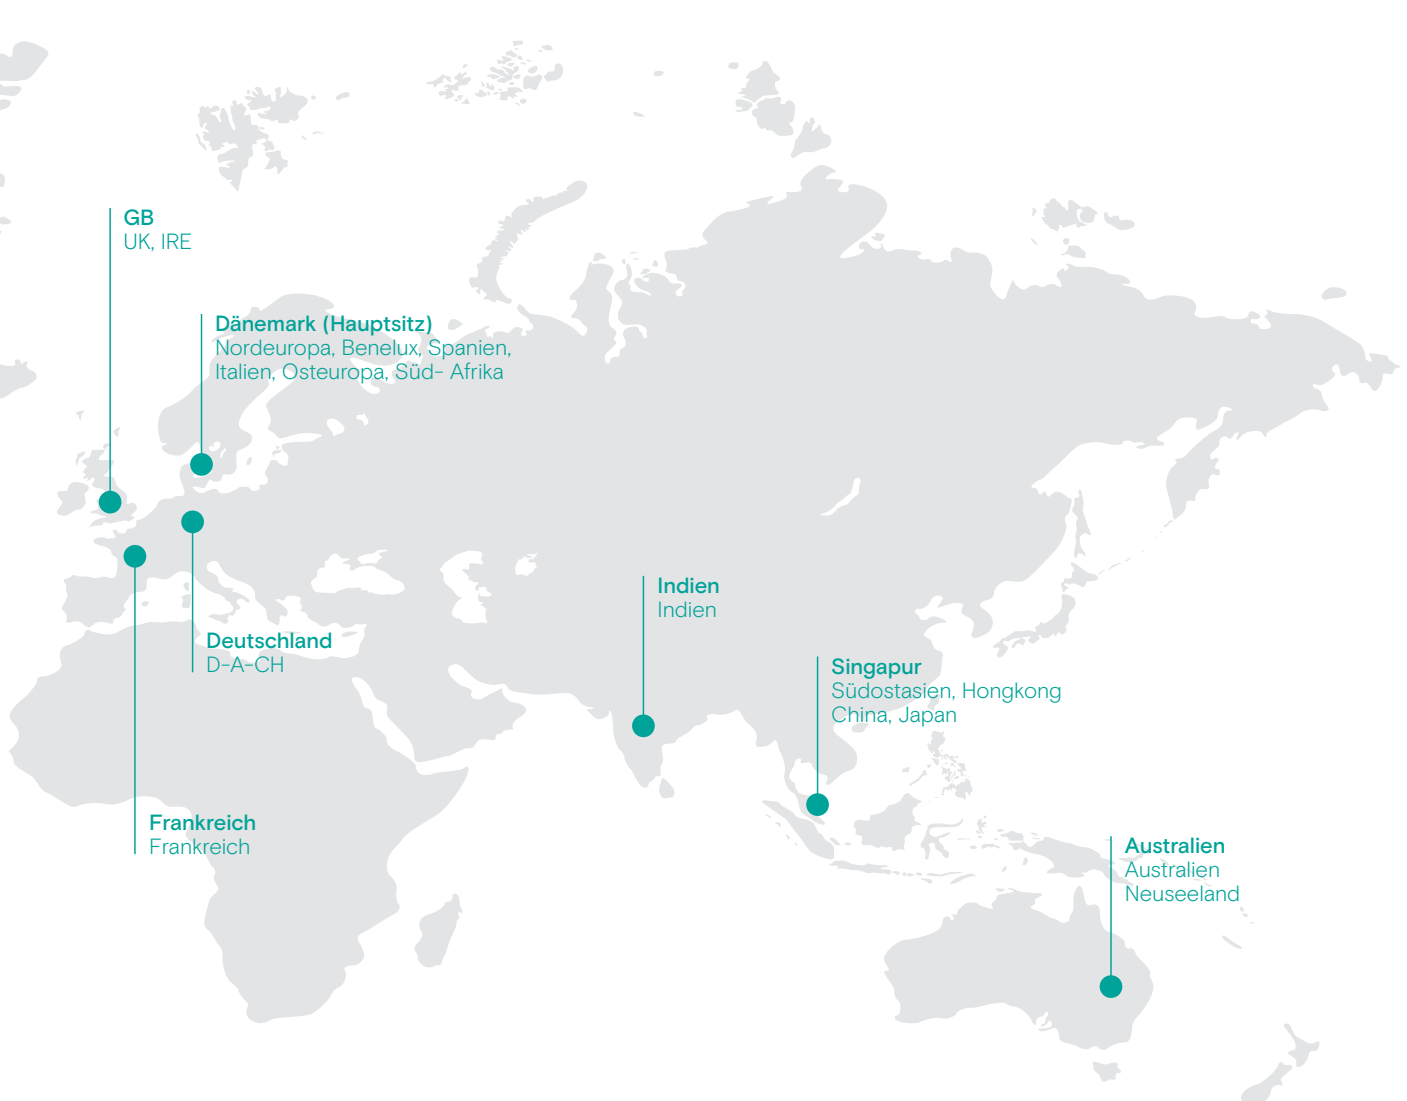 GB
UK, IRE
Dänemark (Hauptsitz)
Nordeuropa, Benelux, Spanien,
Italien, Osteuropa, Süd- Afrika
Indien
Indien
Deutschland
D-A-CH
Singapur
Südostasien, Hongkong
China, Japan
Frankreich
Frankreich
Australien
Australien
Neuseeland